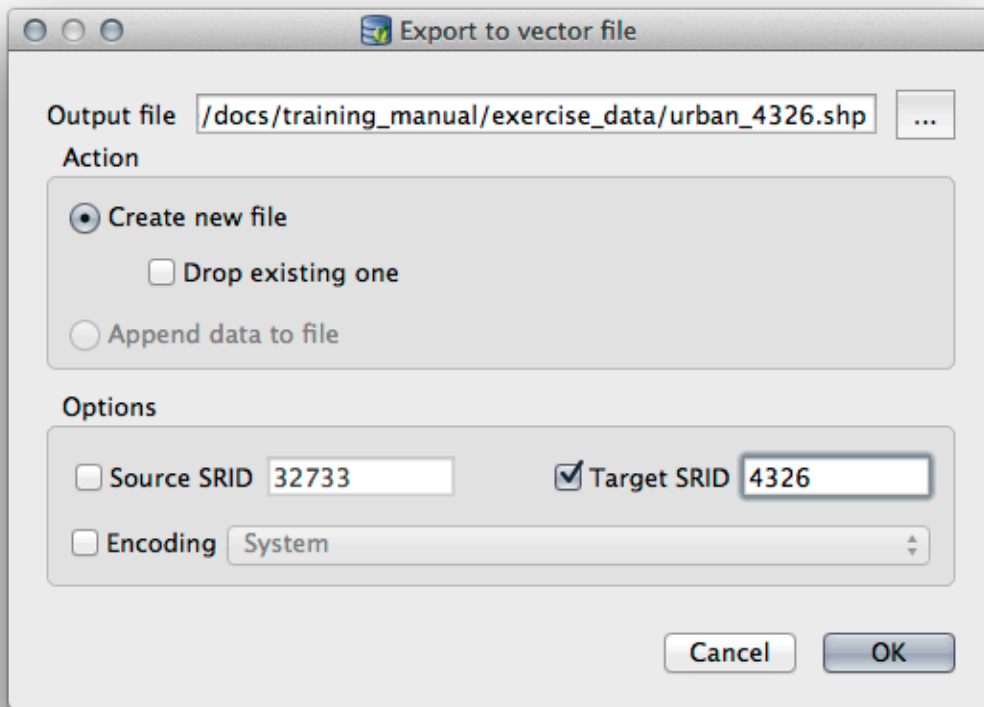 Export to vector file
Output file /docs/training_manual/exercise_data/urban_4326.shp ...
Action
Create new file
Drop existing one
Append data to file
Options
Source SRID 32733 Target SRID 4326
Encoding System
Cancel OK